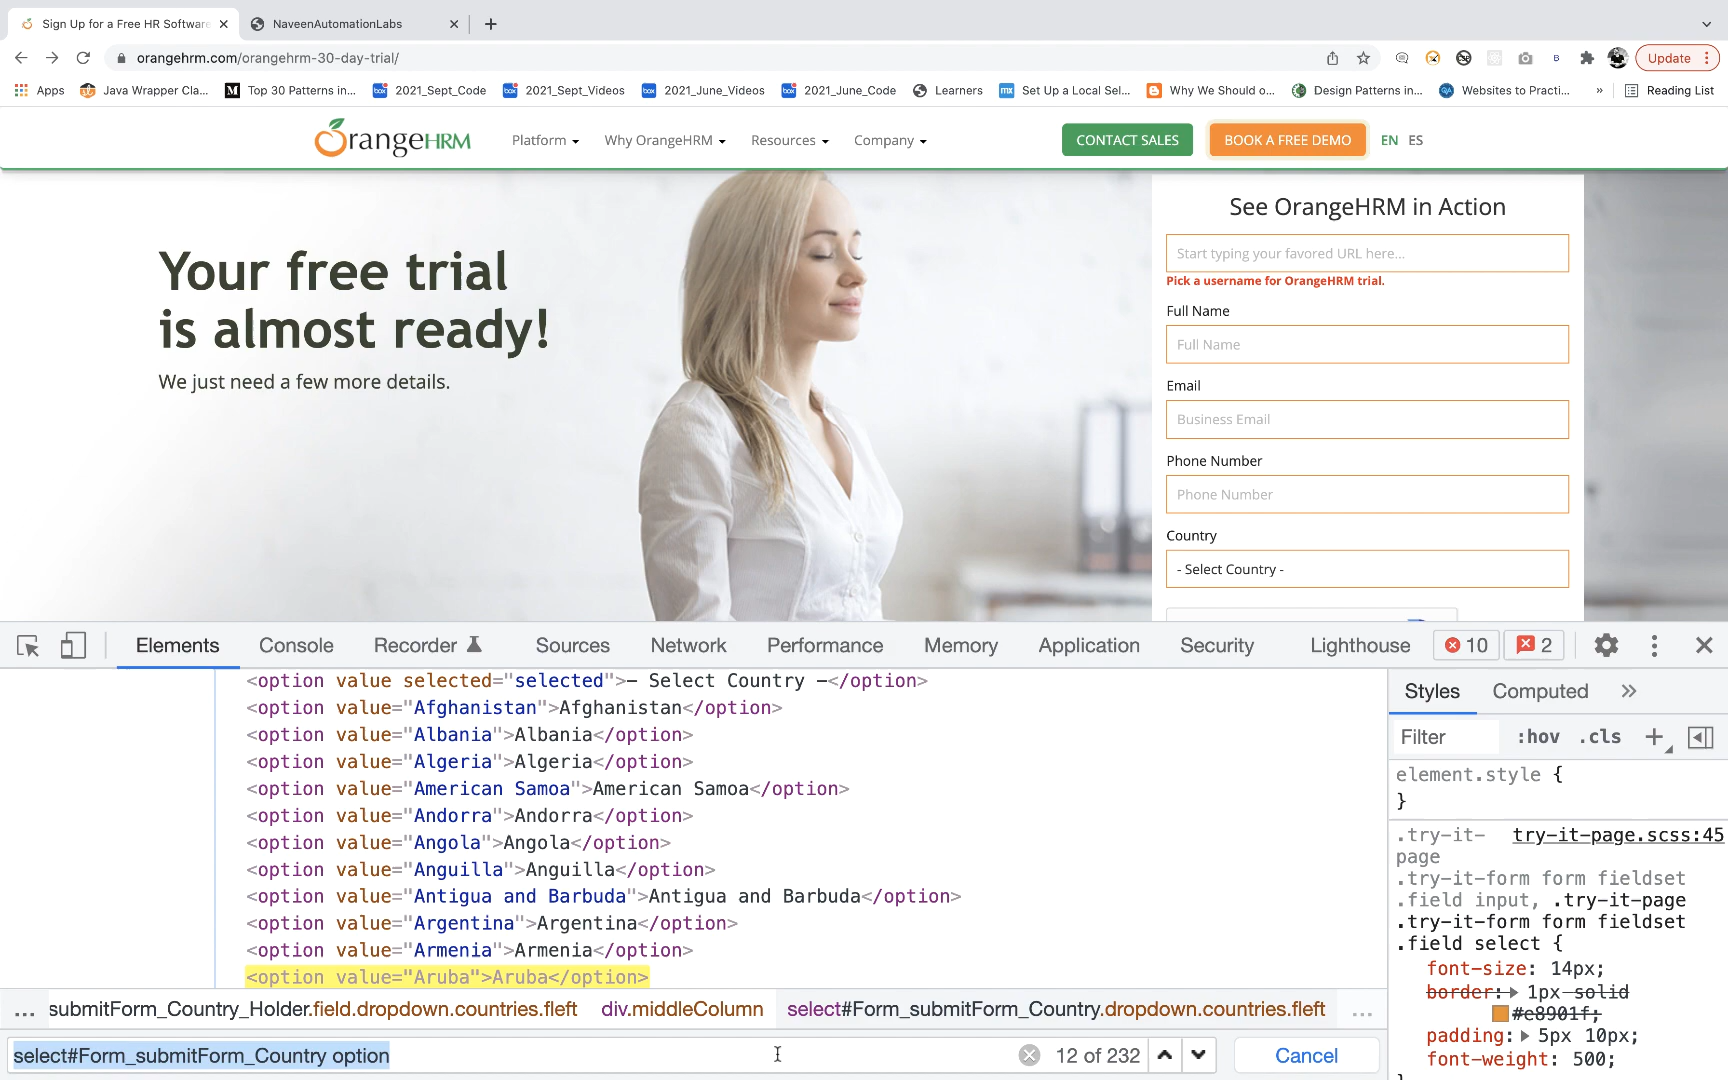 Sign Up for a Free HR Software
NaveenAutomationLabs
orangehrm.com/orangehrm-30-day-trial/
Update
Apps
Java Wrapper Cla...
Top 30 Patterns in...
2021_Sept_Code
2021_Sept_Videos
2021_June_Videos
2021_June_Code
Learners
Set Up a Local Sel...
Why We Should o...
Design Patterns in...
Websites to Practi...
»
Reading List
OrangeHRM
Platform
Why OrangeHRM
Resources
Company
CONTACT SALES
BOOK A FREE DEMO
EN
ES
Your free trial
is almost ready!
We just need a few more details.
See OrangeHRM in Action
Start typing your favored URL here...
Pick a username for OrangeHRM trial.
Full Name
Full Name
Email
Business Email
Phone Number
Phone Number
Country
- Select Country -
Elements
Console
Recorder
Sources
Network
Performance
Memory
Application
Security
Lighthouse
10
2
<option value selected="selected">– Select Country –</option>
<option value="Afghanistan">Afghanistan</option>
<option value="Albania">Albania</option>
<option value="Algeria">Algeria</option>
<option value="American Samoa">American Samoa</option>
<option value="Andorra">Andorra</option>
<option value="Angola">Angola</option>
<option value="Anguilla">Anguilla</option>
<option value="Antigua and Barbuda">Antigua and Barbuda</option>
<option value="Argentina">Argentina</option>
<option value="Armenia">Armenia</option>
<option value="Aruba">Aruba</option>
... submitForm_Country_Holder.field.dropdown.countries.fleft div.middleColumn select#Form_submitForm_Country.dropdown.countries.fleft ...
select#Form_submitForm_Country option
12 of 232
Cancel
Styles
Computed
»
Filter
:hov
.cls
element.style {
}
.try-it- try-it-page.scss:45
page
.try-it-form form fieldset
.field input, .try-it-page
.try-it-form form fieldset
.field select {
font-size: 14px;
border: 1px solid
#e8901f;
padding: 5px 10px;
font-weight: 500;